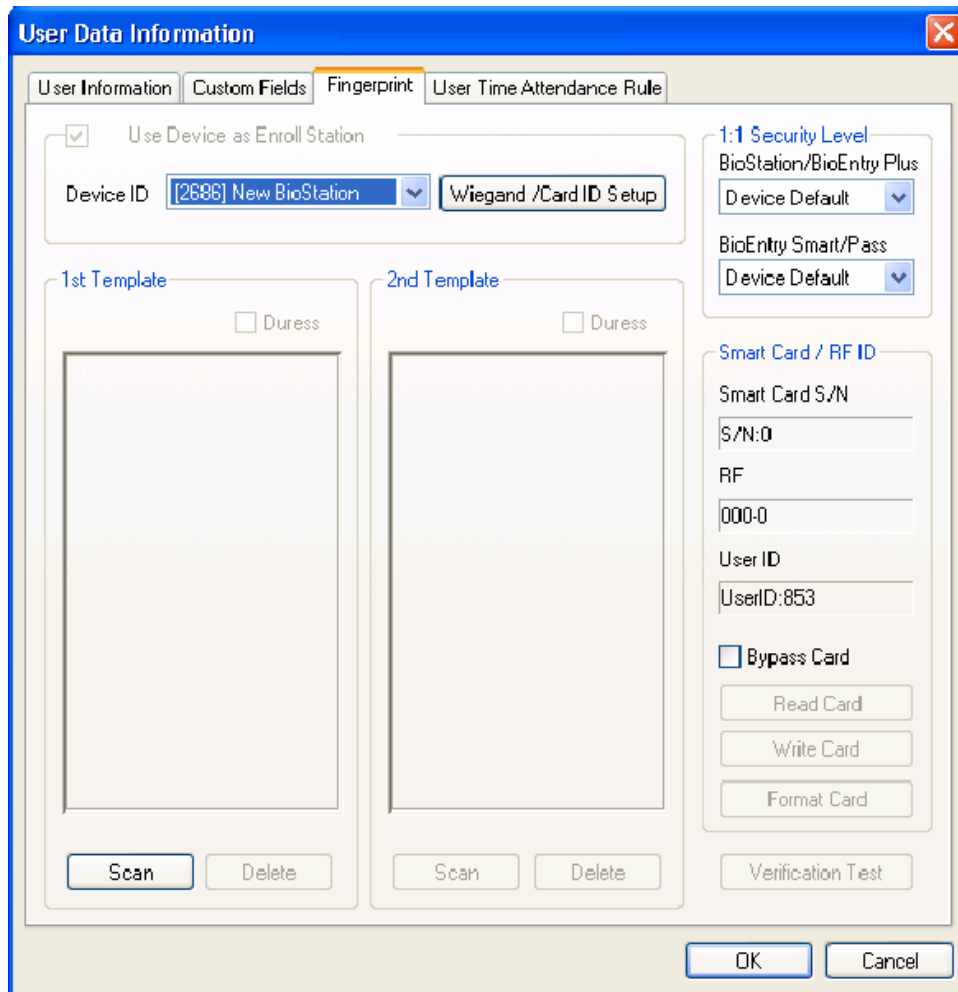 User Data Information
User Information
Custom Fields
Fingerprint
User Time Attendance Rule
Use Device as Enroll Station
Device ID
[2686] New BioStation
Wiegand /Card ID Setup
1:1 Security Level
BioStation/BioEntry Plus
Device Default
BioEntry Smart/Pass
Device Default
1st Template
Duress
Scan
Delete
2nd Template
Duress
Scan
Delete
Smart Card / RF ID
Smart Card S/N
S/N:0
RF
000-0
User ID
UserID:853
Bypass Card
Read Card
Write Card
Format Card
Verification Test
OK
Cancel